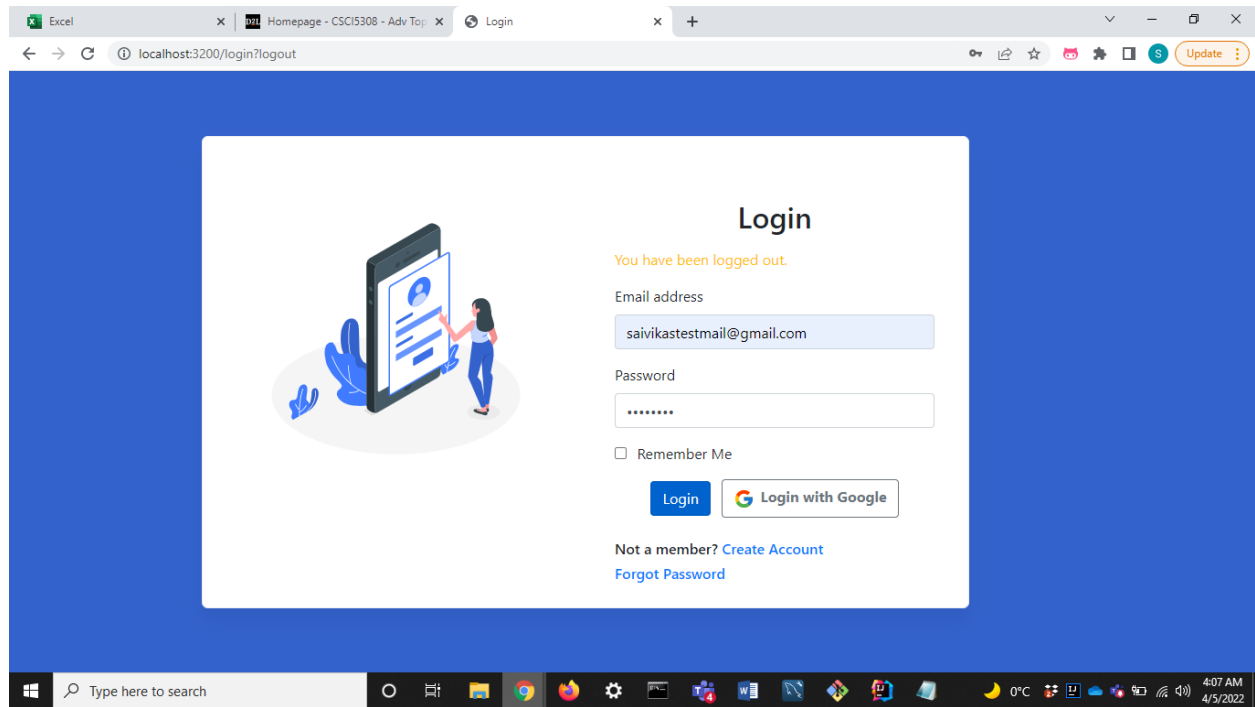 Excel
Homepage - CSCI5308 - Adv Top
Login
localhost:3200/login?logout
S
Update
Login
You have been logged out.
Email address
saivikastestmail@gmail.com
Password
••••••••
Remember Me
Login
Login with Google
Not a member? Create Account
Forgot Password
Type here to search
4
0°C
4:07 AM
4/5/2022